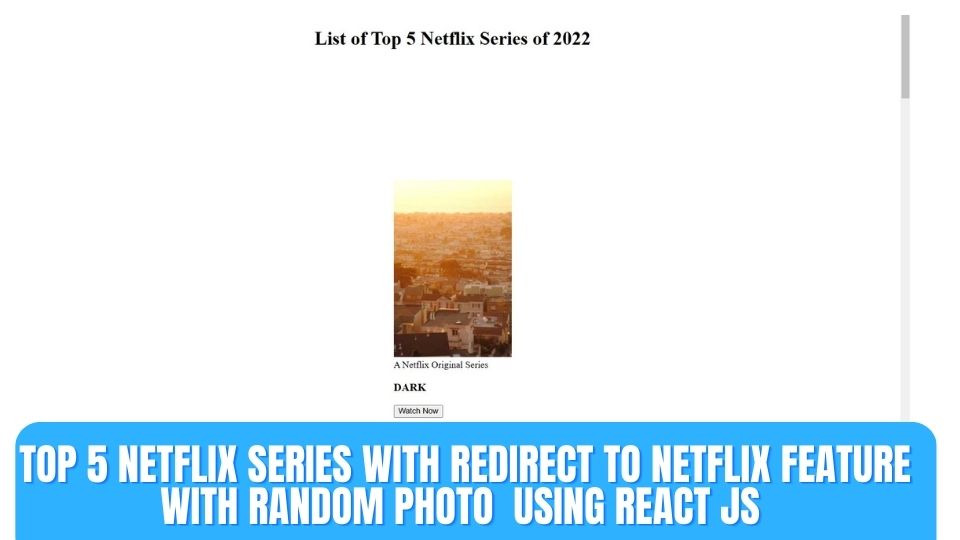 List of Top 5 Netflix Series of 2022
A Netflix Original Series
DARK
Watch Now
TOP 5 NETFLIX SERIES WITH REDIRECT TO NETFLIX FEATURE
WITH RANDOM PHOTO USING REACT JS